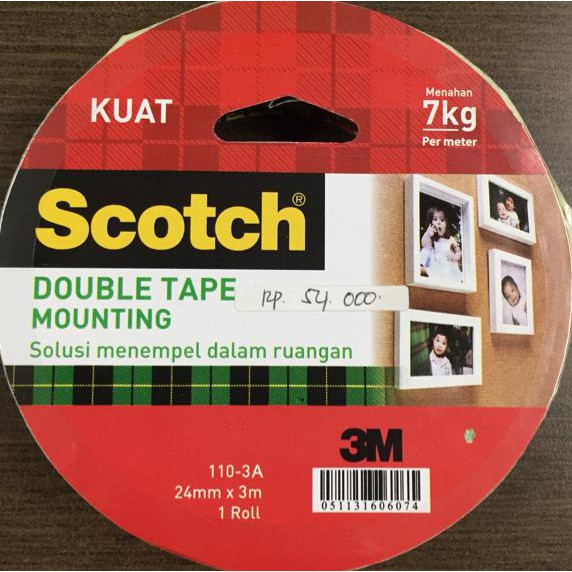 KUAT
Menahan
7kg
Per meter
Scotch®
DOUBLE TAPE
MOUNTING
Rp. 54.000.
Solusi menempel dalam ruangan
3M
110-3A
24mm x 3m
1 Roll
051131606074